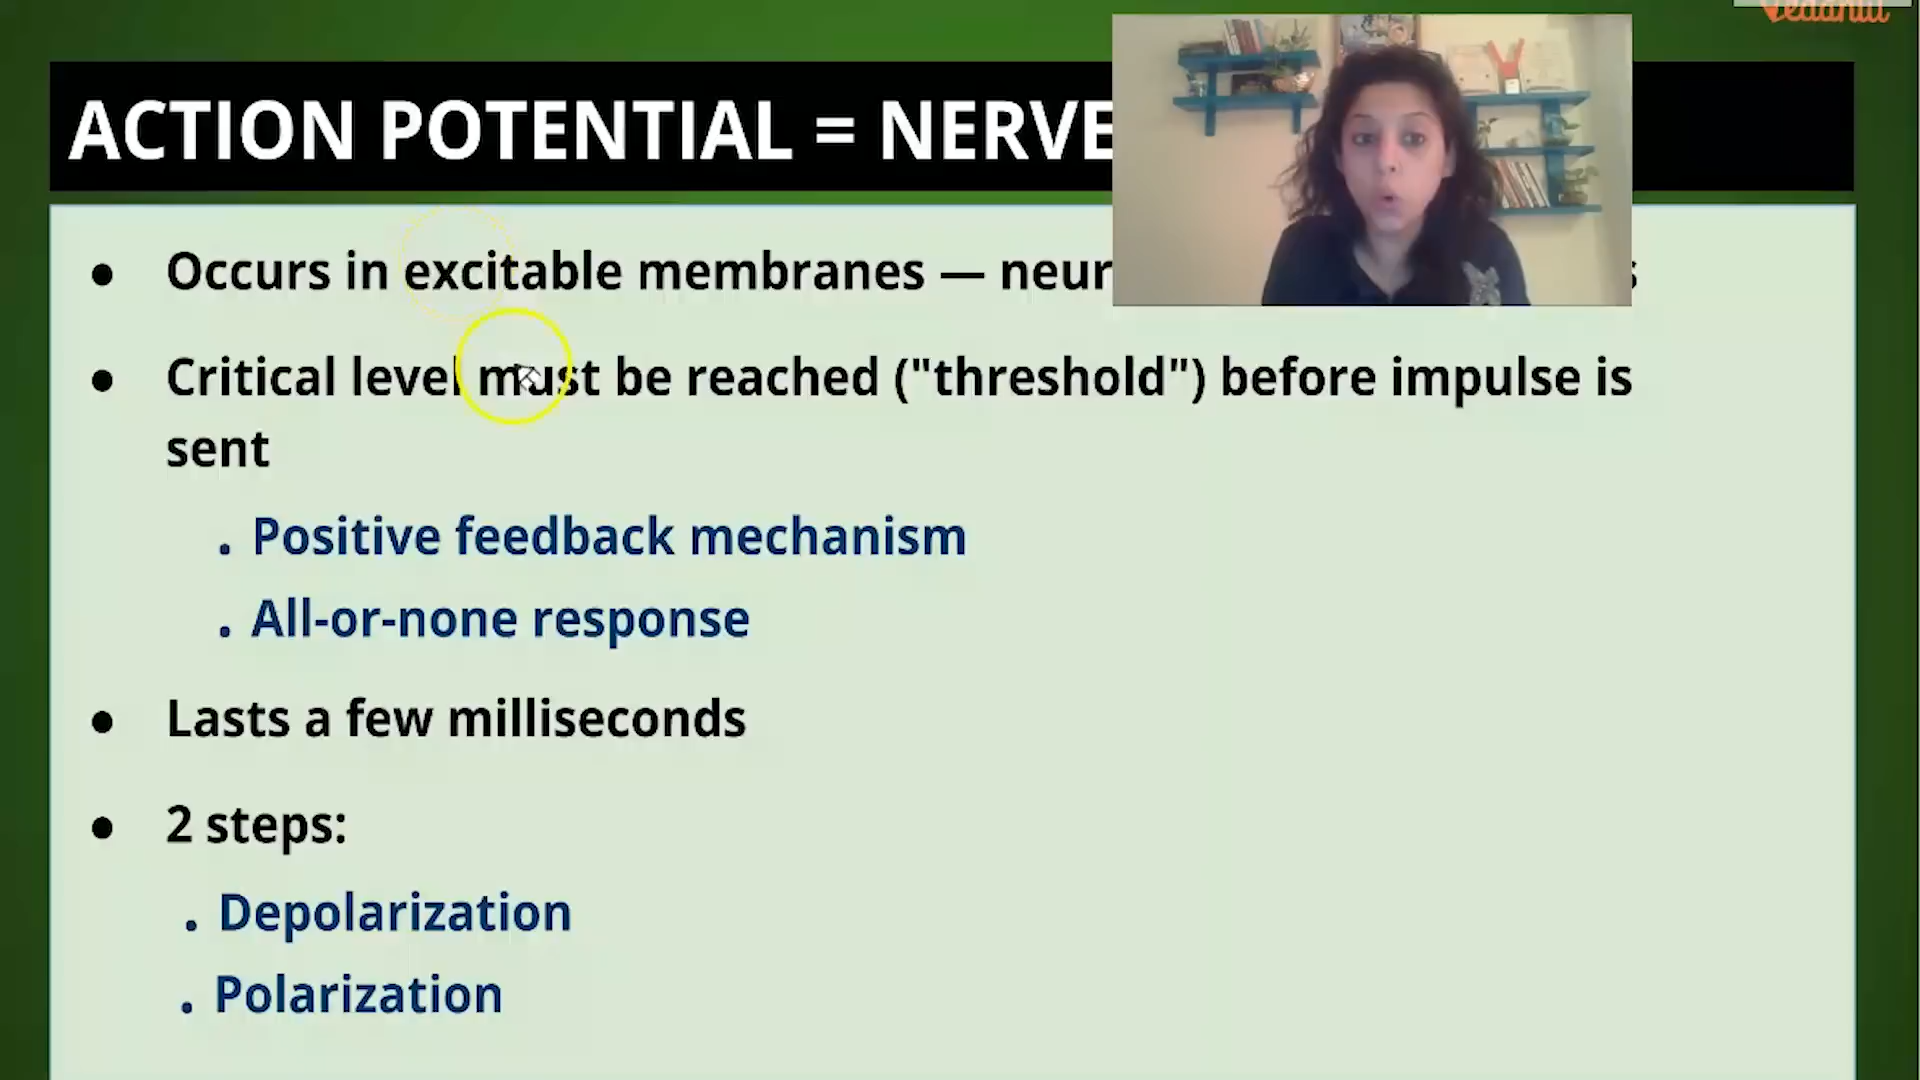 ACTION POTENTIAL = NERVE
● Occurs in excitable membranes —
● Critical level must be reached ("threshold") before impulse is
sent
. Positive feedback mechanism
. All-or-none response
● Lasts a few milliseconds
● 2 steps:
. Depolarization
. Polarization